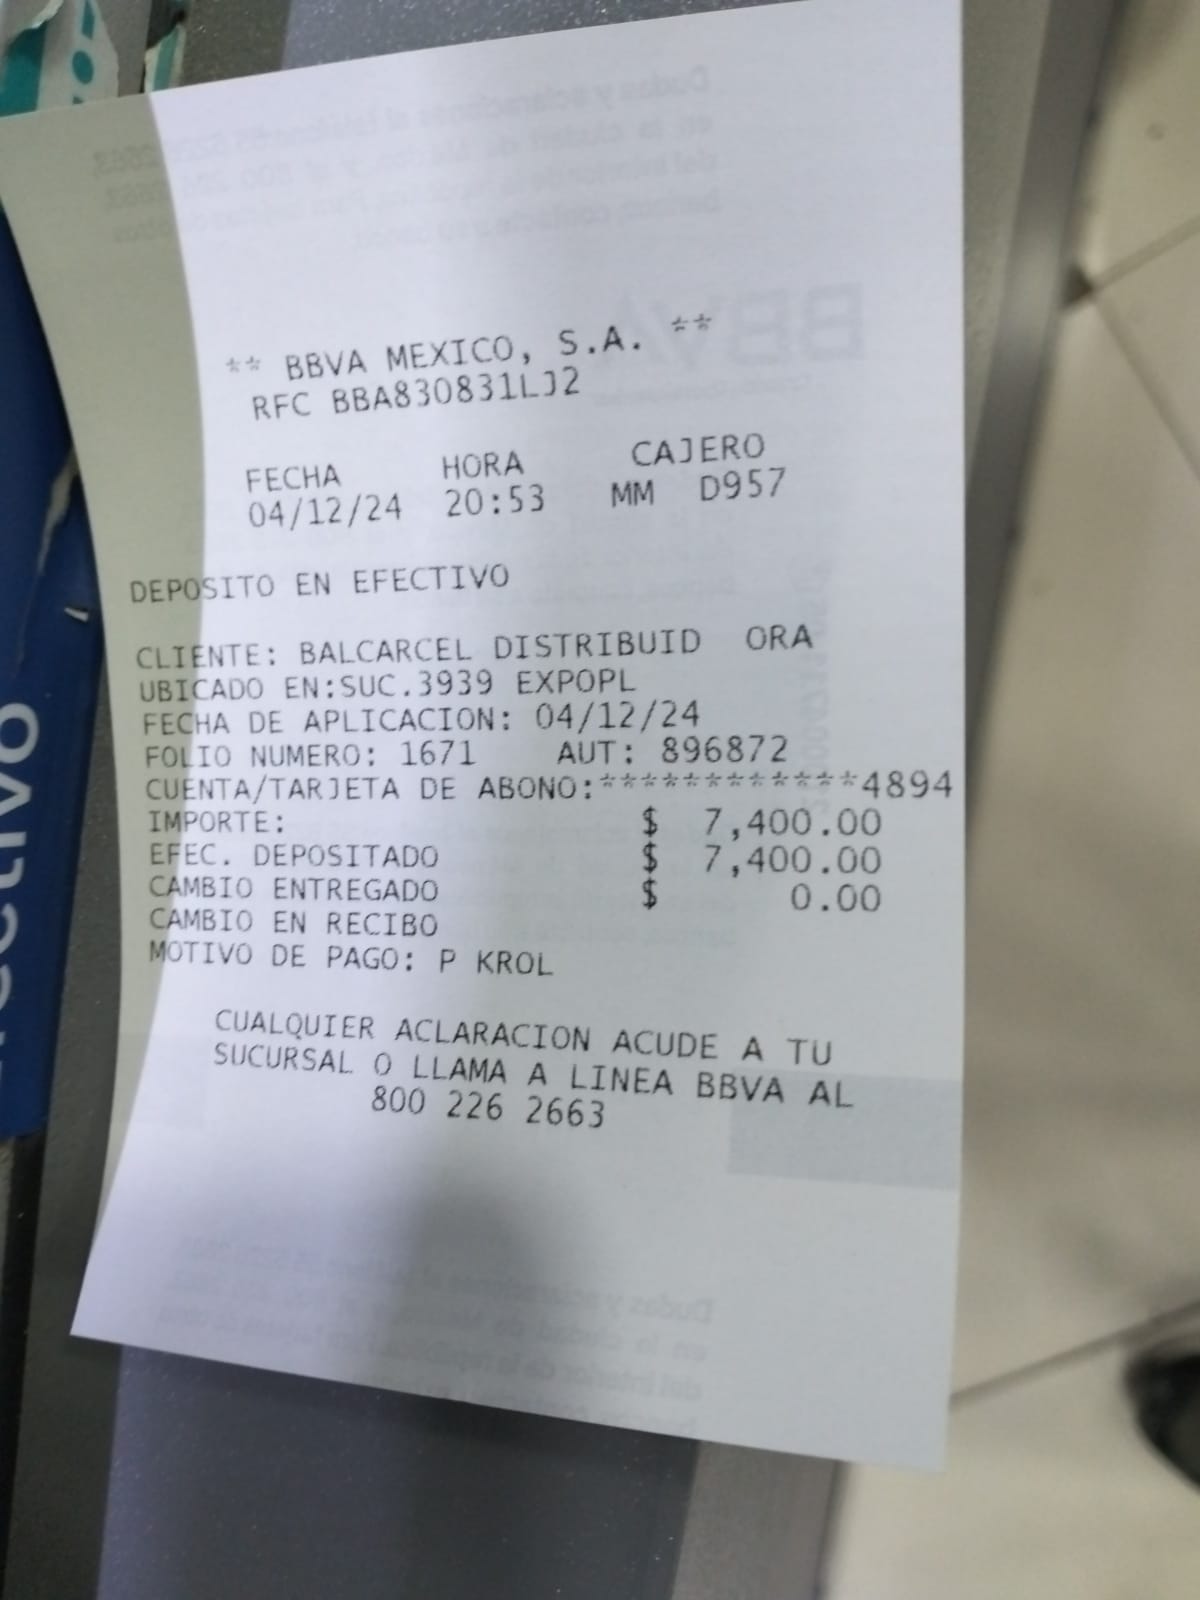 ** BBVA MEXICO, S.A. **
RFC BBA830831LJ2
FECHA HORA CAJERO
04/12/24 20:53 MM D957
DEPOSITO EN EFECTIVO
CLIENTE: BALCARCEL DISTRIBUID ORA
UBICADO EN:SUC.3939 EXPOPL
FECHA DE APLICACION: 04/12/24
FOLIO NUMERO: 1671 AUT: 896872
CUENTA/TARJETA DE ABONO:************4894
IMPORTE: $ 7,400.00
EFEC. DEPOSITADO $ 7,400.00
CAMBIO ENTREGADO $ 0.00
CAMBIO EN RECIBO
MOTIVO DE PAGO: P KROL
CUALQUIER ACLARACION ACUDE A TU
SUCURSAL O LLAMA A LINEA BBVA AL
800 226 2663